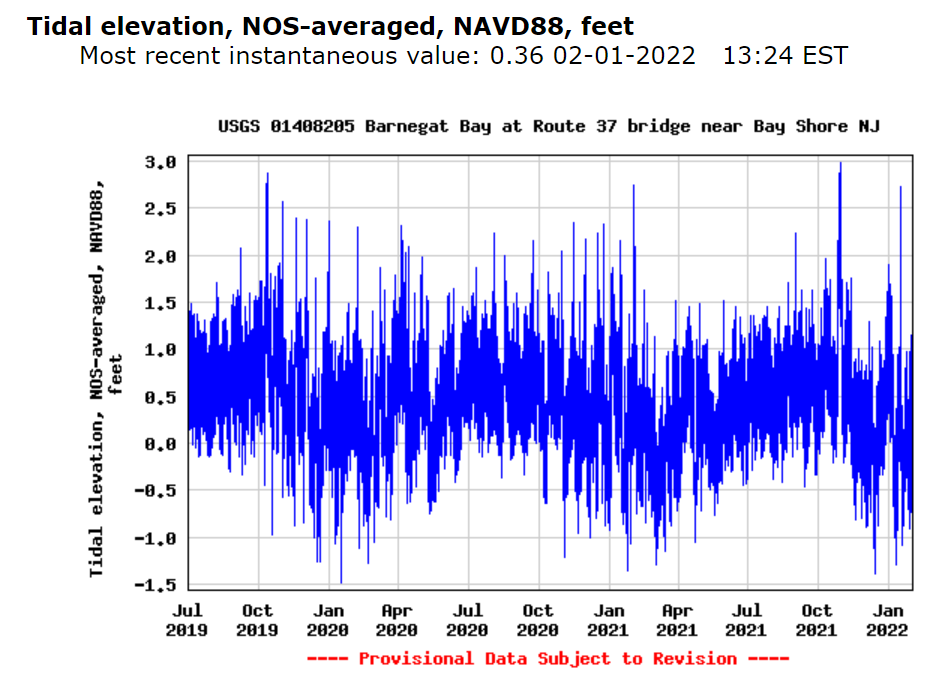 Tidal elevation, NOS-averaged, NAVD88, feet
Most recent instantaneous value: 0.36 02-01-2022 13:24 EST
USGS 01408205 Barnegat Bay at Route 37 bridge near Bay Shore NJ
Tidal elevation, NOS-averaged, NAVD88,
feet
3.0
2.5
2.0
1.5
1.0
0.5
0.0
-0.5
-1.0
-1.5
Jul Oct Jan Apr Jul Oct Jan Apr Jul Oct Jan
2019 2019 2020 2020 2020 2020 2021 2021 2021 2021 2022
---- Provisional Data Subject to Revision ----